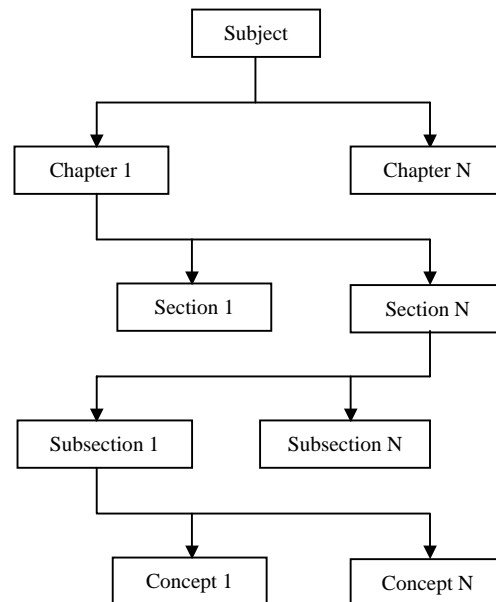 Subject
Chapter 1
Chapter N
Section 1
Section N
Subsection 1
Subsection N
Concept 1
Concept N